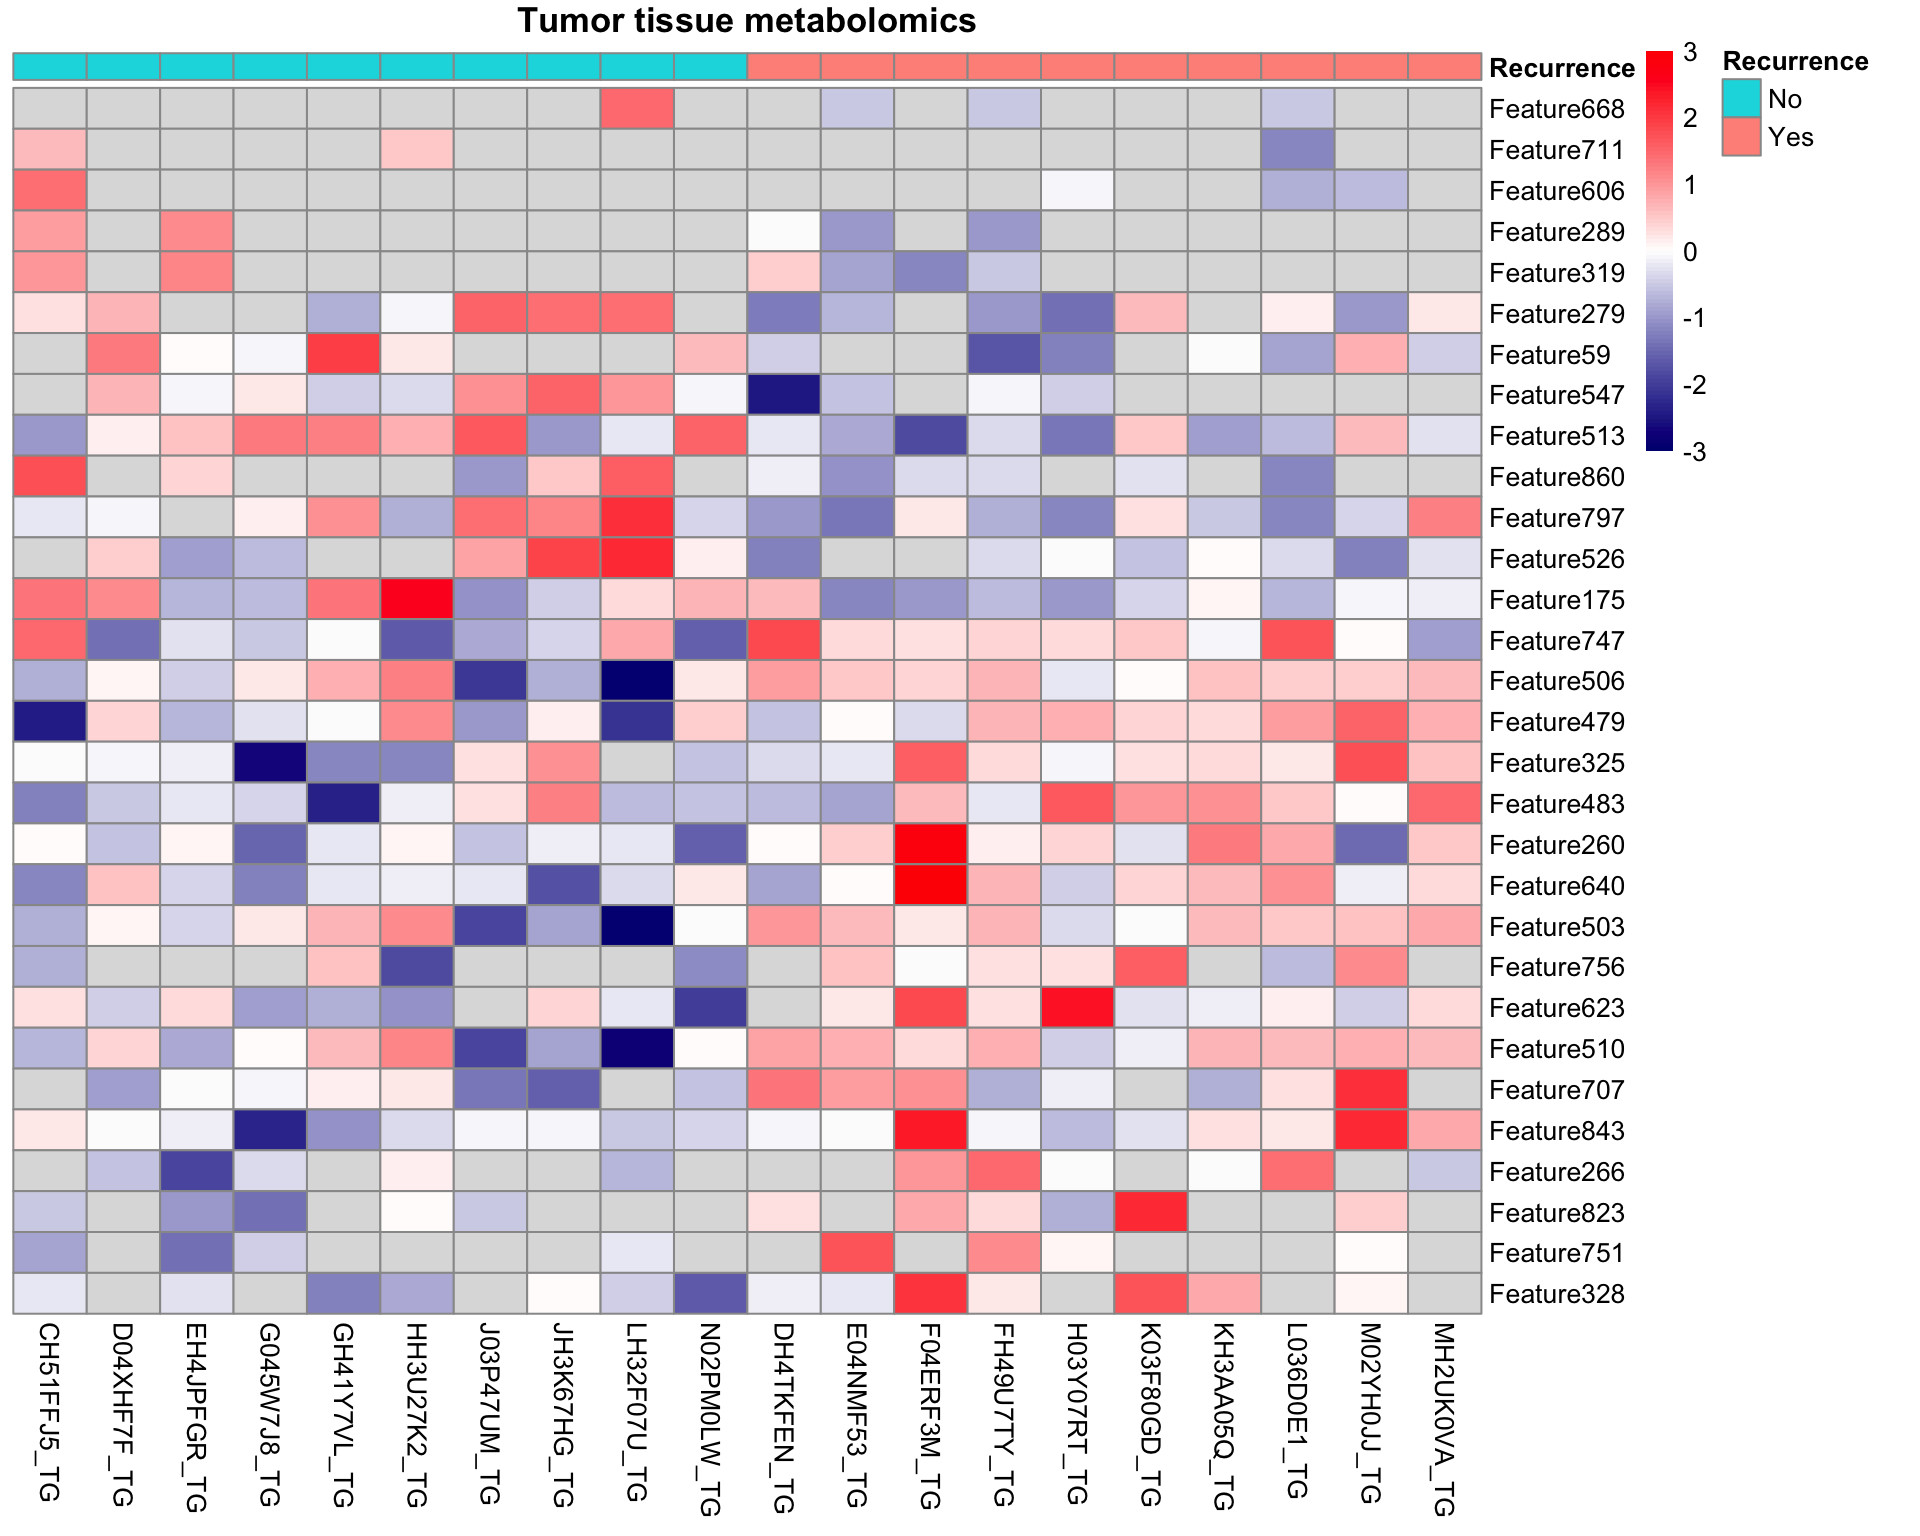 Tumor tissue metabolomics
Recurrence
3
2
1
0
-1
-2
-3
Recurrence
No
Yes
Feature668
Feature711
Feature606
Feature289
Feature319
Feature279
Feature59
Feature547
Feature513
Feature860
Feature797
Feature526
Feature175
Feature747
Feature506
Feature479
Feature325
Feature483
Feature260
Feature640
Feature503
Feature756
Feature623
Feature510
Feature707
Feature843
Feature266
Feature823
Feature751
Feature328
CH51FFJ5_TG
D04XHF7F_TG
EH4JPFGR_TG
G045W7J8_TG
GH41Y7VL_TG
HH3U27K2_TG
J03P47UM_TG
JH3K67HG_TG
LH32F07U_TG
N02PM0LW_TG
DH4TKFEN_TG
E04NMF53_TG
F04ERF3M_TG
FH49U7TY_TG
H03Y07RT_TG
K03F80GD_TG
KH3AA05Q_TG
L036D0E1_TG
M02YH0JJ_TG
MH2UK0VA_TG